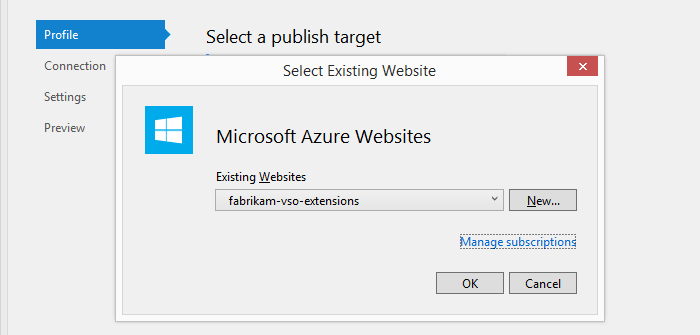 Profile
Select a publish target
Connection
Settings
Preview
Select Existing Website
Microsoft Azure Websites
Existing Websites
fabrikam-vso-extensions
New...
Manage subscriptions
OK
Cancel